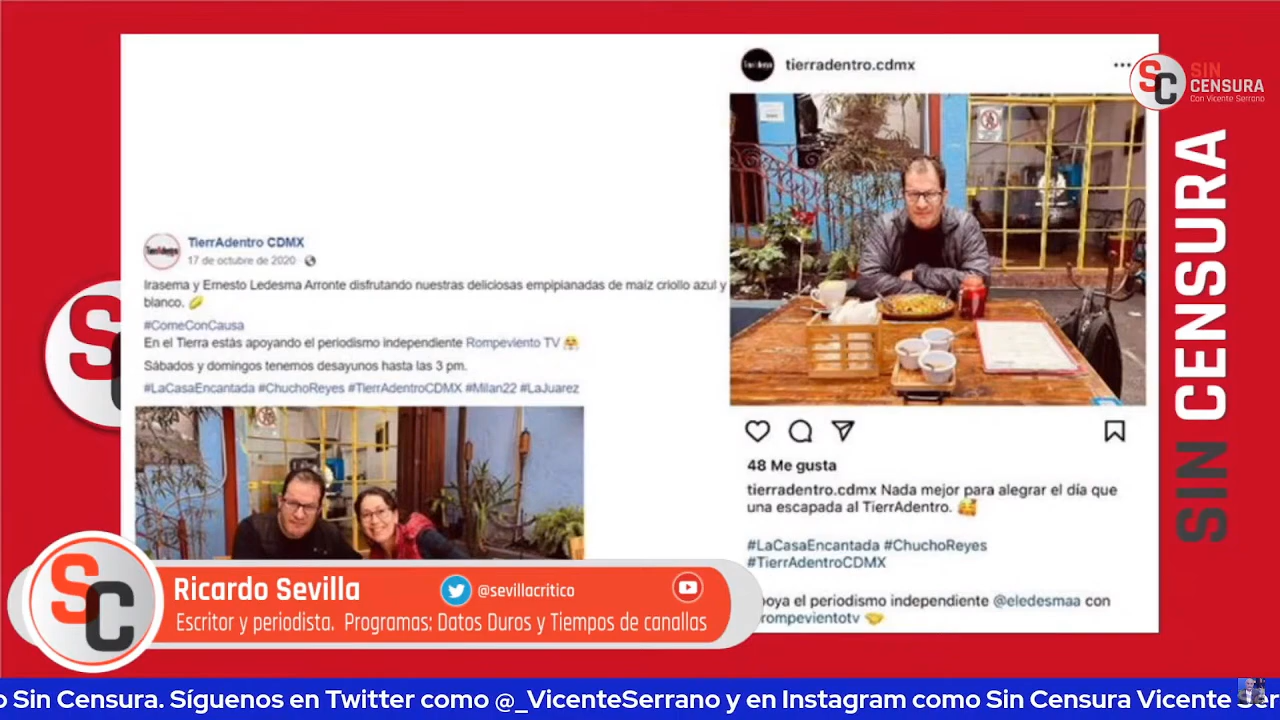 TierrAdentro CDMX
17 de octubre de 2020
Irasema y Ernesto Ledesma Arronte disfrutando nuestras deliciosas empipianadas de maíz criollo azul y
blanco.
#ComeConCausa
En el Tierra estás apoyando el periodismo independiente Rompeviento TV
Sábados y domingos tenemos desayunos hasta las 3 pm.
#LaCasaEncantada #ChuchoReyes #TierrAdentroCDMX #Milan22 #LaJuarez
tierradentro.cdmx
48 Me gusta
tierradentro.cdmx Nada mejor para alegrar el día que
una escapada al TierrAdentro.
#LaCasaEncantada #ChuchoReyes
#TierrAdentroCDMX
poya el periodismo independiente @eledesmaa con
rompevientotv
SC
SIN
CENSURA
Con Vicente Serrano
SIN CENSURA
SC
Ricardo Sevilla
@sevillacritico
Escritor y periodista. Programas: Datos Duros y Tiempos de canallas
o Sin Censura. Síguenos en Twitter como @_VicenteSerrano y en Instagram como Sin Censura Vicente Ser